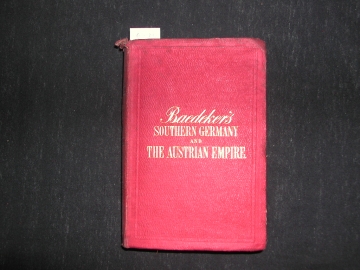 Baedeker's
SOUTHERN GERMANY
AND
THE AUSTRIAN EMPIRE